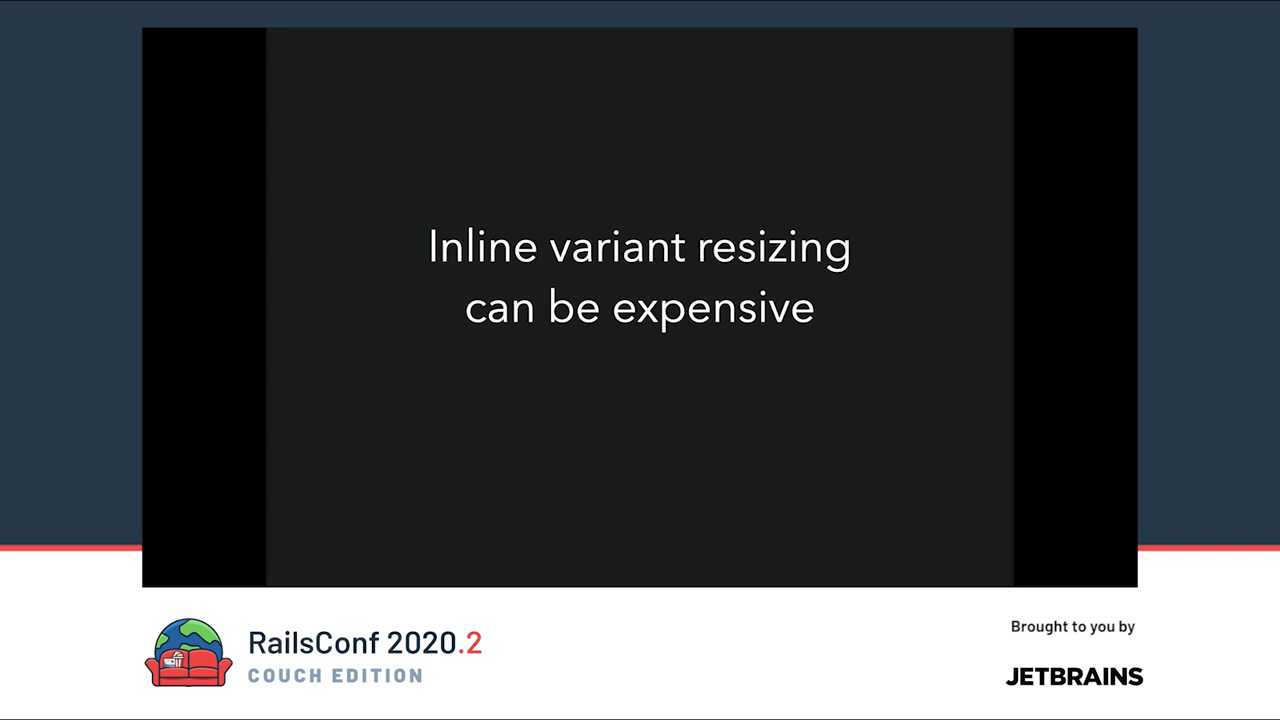 Inline variant resizing
can be expensive
RailsConf 2020.2
COUCH EDITION
Brought to you by
JETBRAINS